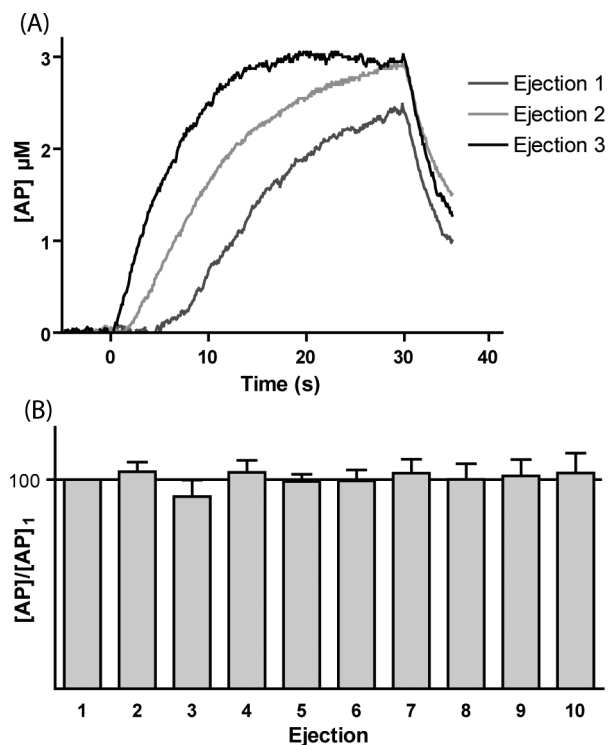 (A)
3
2
1
0
[AP] µM
0 10 20 30 40
Time (s)
Ejection 1
Ejection 2
Ejection 3
(B)
100
[AP]/[AP]1
1 2 3 4 5 6 7 8 9 10
Ejection